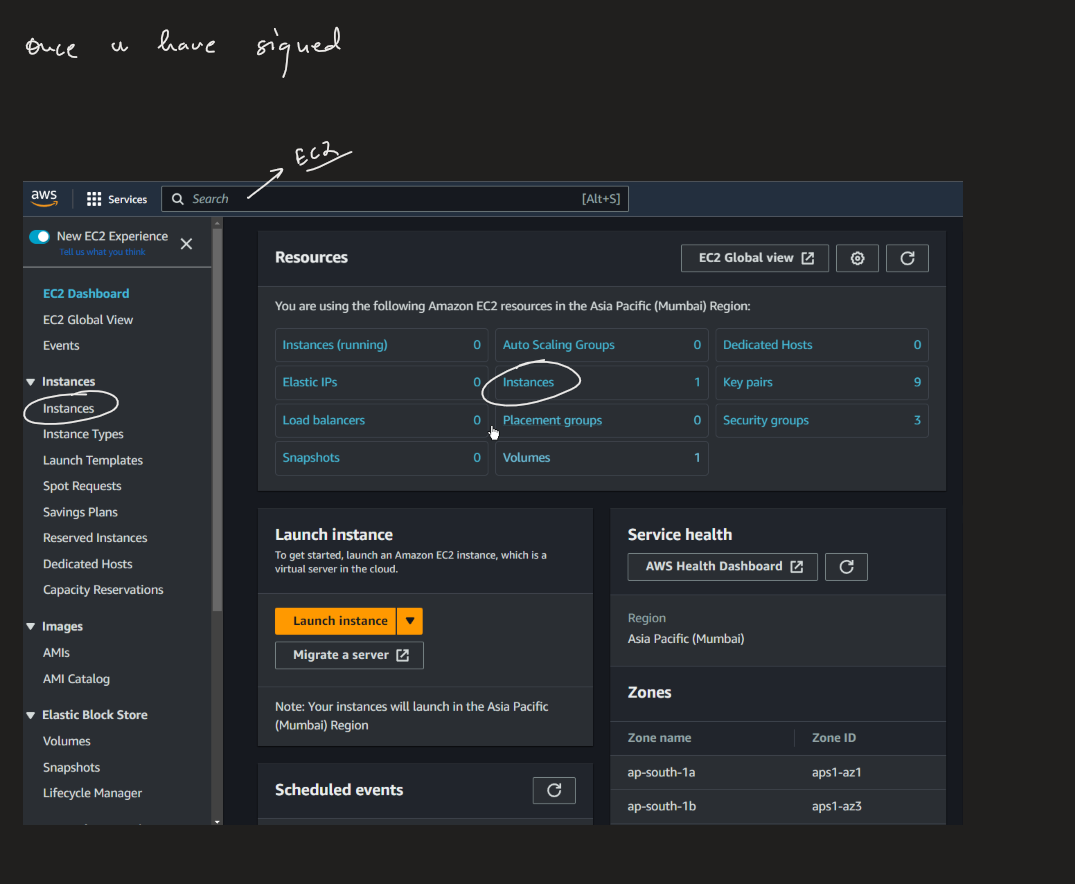 once u have signed
EC2
aws
Services
Search
[Alt+S]
New EC2 Experience
Tell us what you think
EC2 Dashboard
EC2 Global View
Events
Instances
Instances
Instance Types
Launch Templates
Spot Requests
Savings Plans
Reserved Instances
Dedicated Hosts
Capacity Reservations
Images
AMIs
AMI Catalog
Elastic Block Store
Volumes
Snapshots
Lifecycle Manager
Resources
EC2 Global view
You are using the following Amazon EC2 resources in the Asia Pacific (Mumbai) Region:
Instances (running) 0 Auto Scaling Groups 0 Dedicated Hosts 0
Elastic IPs 0 Instances 1 Key pairs 9
Load balancers 0 Placement groups 0 Security groups 3
Snapshots 0 Volumes 1
Launch instance
To get started, launch an Amazon EC2 instance, which is a
virtual server in the cloud.
Launch instance
Migrate a server
Note: Your instances will launch in the Asia Pacific
(Mumbai) Region
Scheduled events
Service health
AWS Health Dashboard
Region
Asia Pacific (Mumbai)
Zones
Zone name Zone ID
ap-south-1a aps1-az1
ap-south-1b aps1-az3